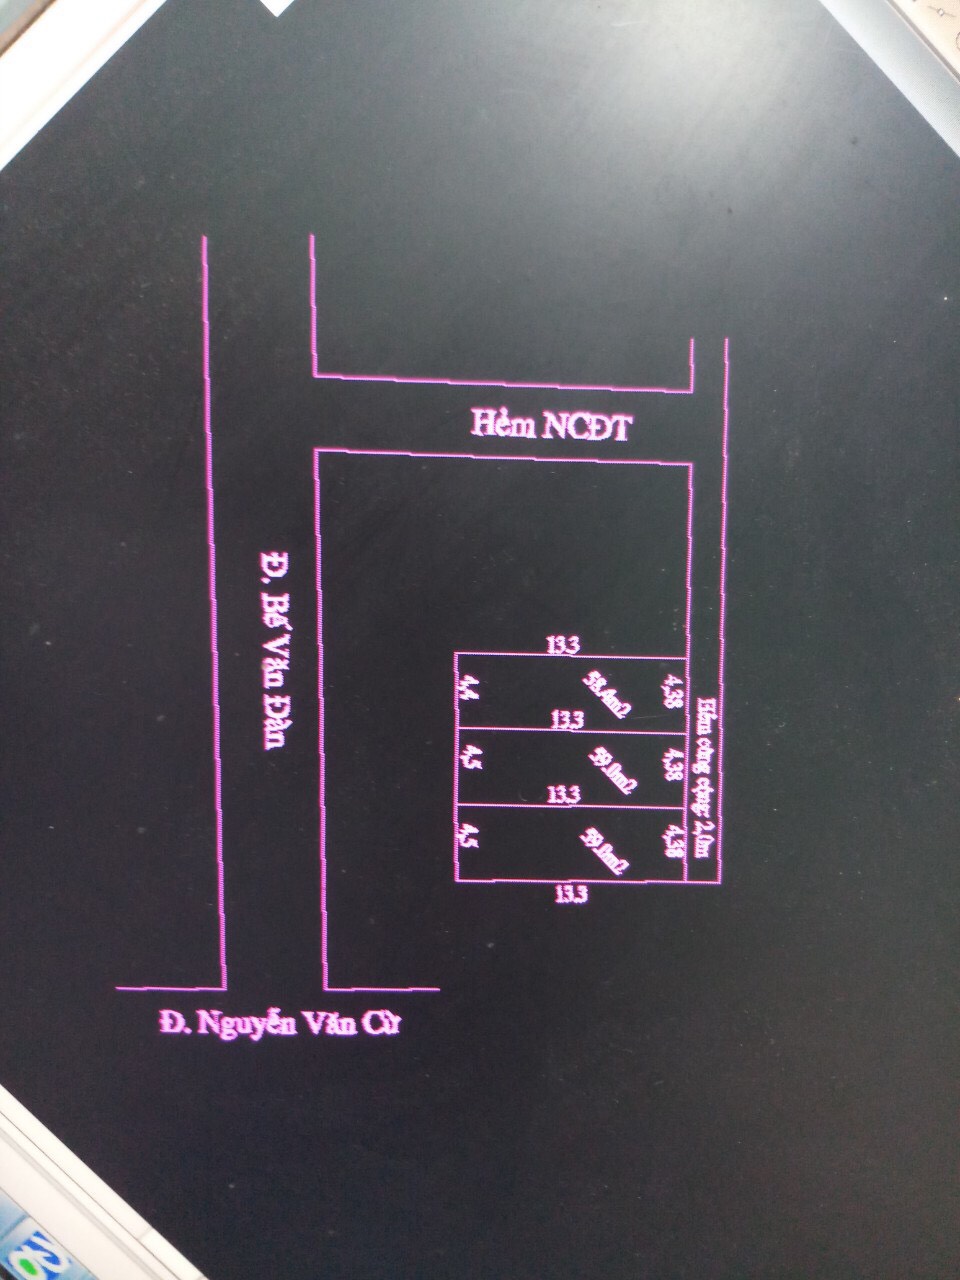 Hẻm NCĐT
Đ. Bế Văn Đàn
13.3
4,4
58.4m2
4,38
13.3
4,5
59.0m2
4,38
13.3
4,5
59.0m2
4,38
13.3
Hẻm công cộng 2,0m
Đ. Nguyễn Văn Cừ